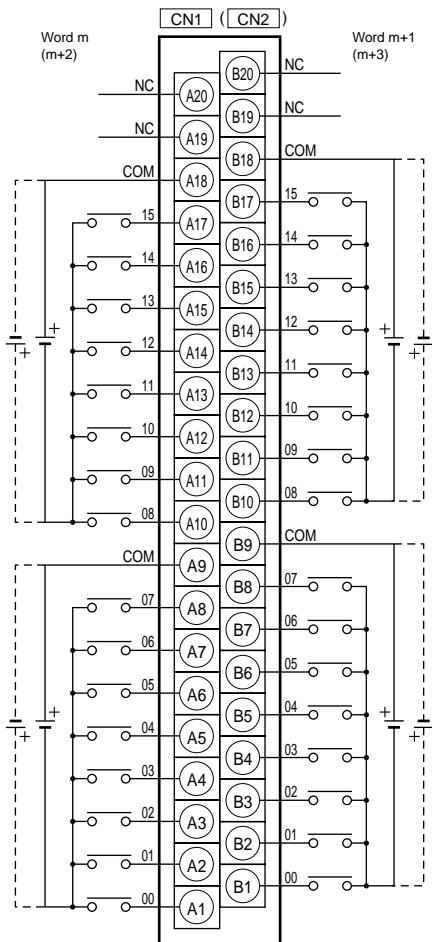 CN1 ( CN2 )
Word m
(m+2)
Word m+1
(m+3)
B20 NC
NC A20
B19 NC
NC A19
B18 COM
COM A18
B17 15
15 A17
B16 14
14 A16
B15 13
13 A15
B14 12
12 A14
B13 11
11 A13
B12 10
10 A12
B11 09
09 A11
B10 08
08 A10
B9 COM
COM A9
B8 07
07 A8
B7 06
06 A7
B6 05
05 A6
B5 04
04 A5
B4 03
03 A4
B3 02
02 A3
B2 01
01 A2
B1 00
00 A1
+
+
+
+
+
+
+
+